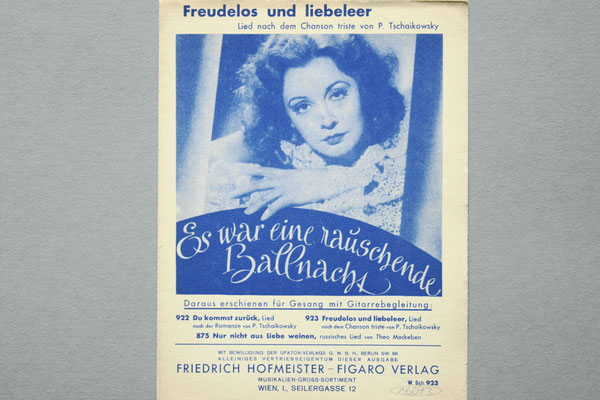 Freudelos und liebeleer
Lied nach dem Chanson triste von P. Tschaikowsky
Es war eine rauschende
Ballnacht
Daraus erschienen für Gesang mit Gitarrebegleitung:
922 Du kommst zurück, Lied 923 Freudelos und liebeleer, Lied
nach der Romanze von P. Tschaikowsky nach dem Chanson triste von P. Tschaikowsky
875 Nur nicht aus Liebe weinen, russisches Lied von Theo Mackeben
MIT BEWILLIGUNG DER UFATON-VERLAGS G. M. B. H., BERLIN SW 68
ALLEINIGES VERTRIEBSEIGENTUM DIESER AUSGABE
FRIEDRICH HOFMEISTER – FIGARO VERLAG
MUSIKALIEN-GROSS-SORTIMENT
WIEN, I., SEILERGASSE 12
W. Sch. 923